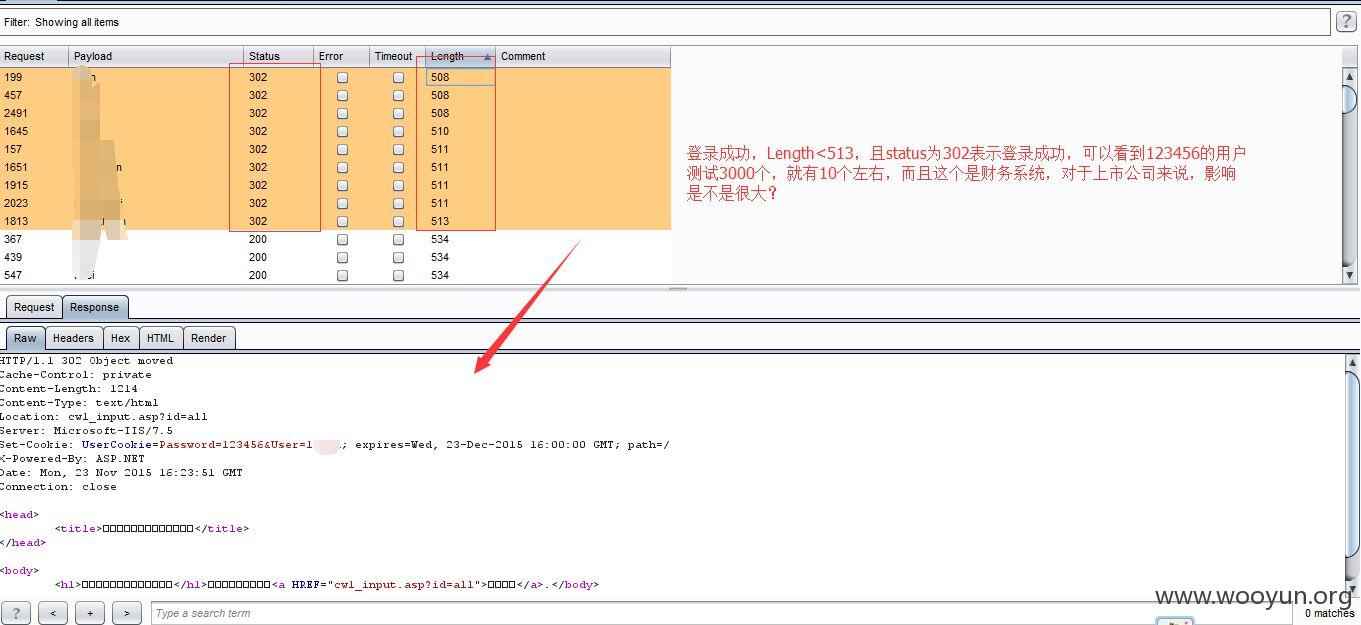 Filter: Showing all items
?
Request Payload Status Error Timeout Length Comment
199 302 508
457 302 508
2491 302 508
1645 302 510
157 302 511
1651 302 511
1915 302 511
2023 302 511
1813 302 513
367 200 534
439 200 534
547 200 534
登录成功，Length<513，且status为302表示登录成功，可以看到123456的用户
测试3000个，就有10个左右，而且这个是财务系统，对于上市公司来说，影响
是不是很大？
Request Response
Raw Headers Hex HTML Render
HTTP/1.1 302 Object moved
Cache-Control: private
Content-Length: 1214
Content-Type: text/html
Location: cwl_input.asp?id=all
Server: Microsoft-IIS/7.5
Set-Cookie: UserCookie=Password=123456&User=1; expires=Wed, 23-Dec-2015 16:00:00 GMT; path=/
X-Powered-By: ASP.NET
Date: Mon, 23 Nov 2015 16:23:51 GMT
Connection: close
<head>
<title></title>
</head>
<body>
<h1></h1><a HREF="cwl_input.asp?id=all"></a>.</body>
www.wooyun.org
? < + > Type a search term 0 matches